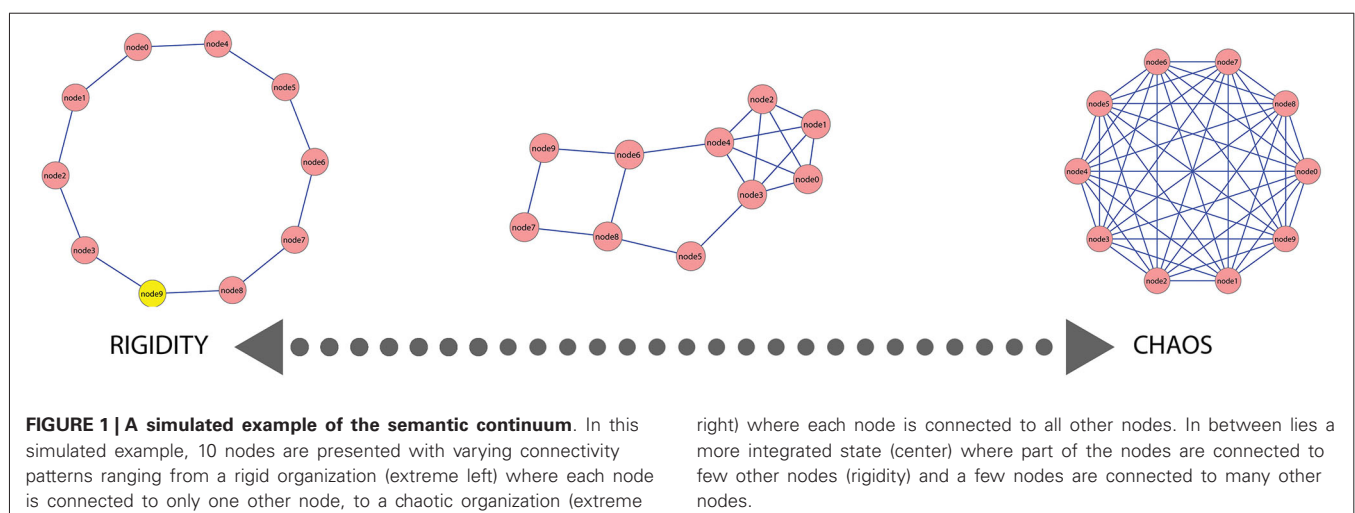 node0
node4
node5
node1
node6
node2
node7
node3
node8
node9
node2
node1
node4
node9
node6
node0
node3
node7
node8
node5
node6
node7
node5
node8
node4
node0
node3
node9
node2
node1
RIGIDITY
CHAOS
FIGURE 1 | A simulated example of the semantic continuum. In this
simulated example, 10 nodes are presented with varying connectivity
patterns ranging from a rigid organization (extreme left) where each node
is connected to only one other node, to a chaotic organization (extreme
right) where each node is connected to all other nodes. In between lies a
more integrated state (center) where part of the nodes are connected to
few other nodes (rigidity) and a few nodes are connected to many other
nodes.